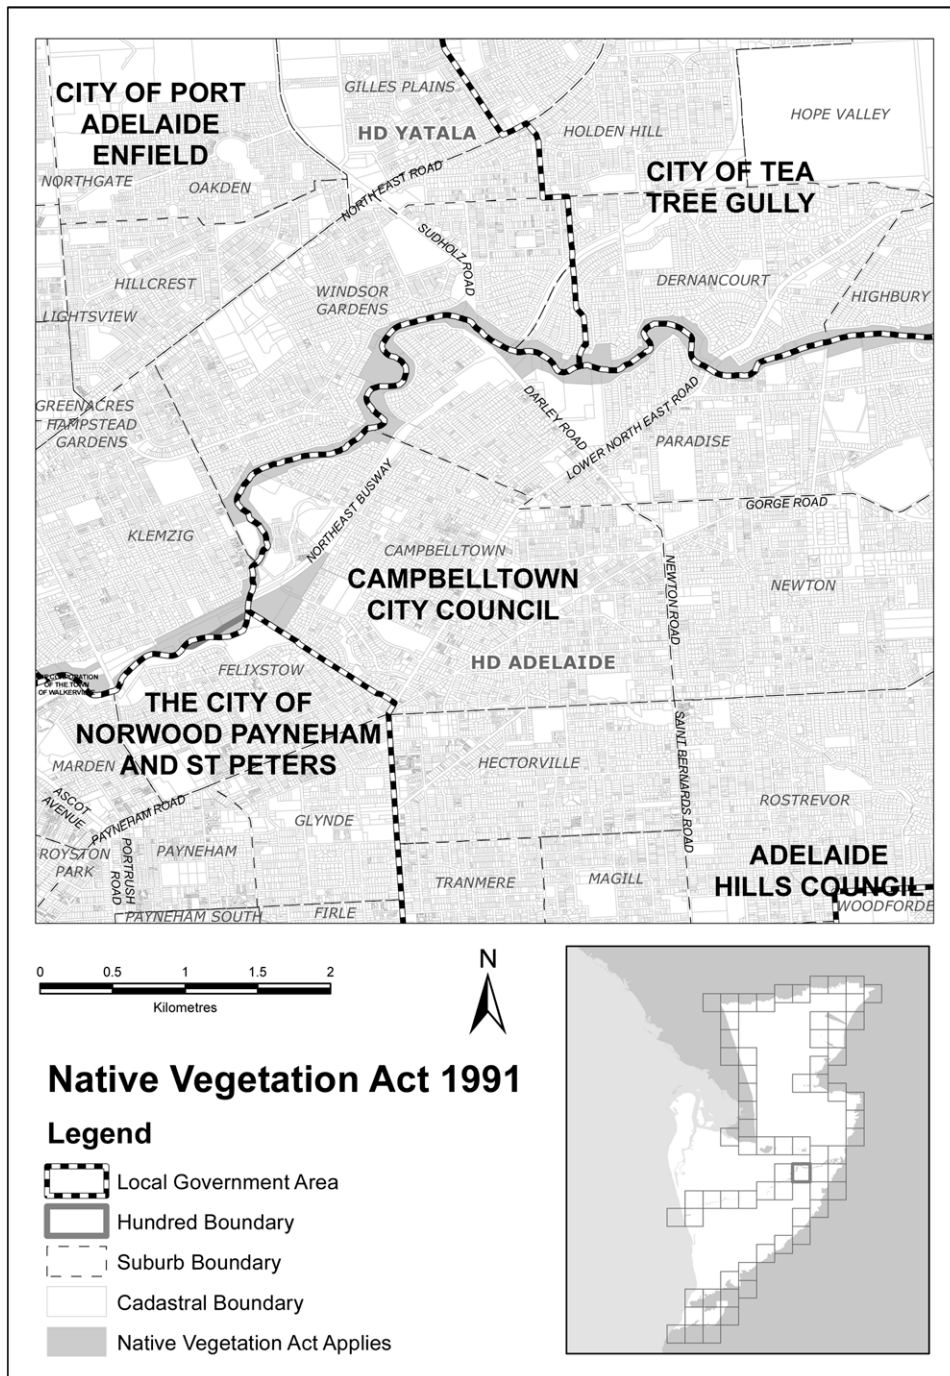 CITY OF PORT
ADELAIDE
ENFIELD
GILLES PLAINS
HD YATALA
HOLDEN HILL
HOPE VALLEY
NORTHGATE
OAKDEN
NORTH EAST ROAD
CITY OF TEA
TREE GULLY
SUDHOLZ ROAD
HILLCREST
WINDSOR
GARDENS
DERNANCOURT
HIGHBURY
LIGHTSVIEW
GREENACRES
HAMPSTEAD
GARDENS
DARLEY ROAD
LOWER NORTH EAST ROAD
PARADISE
NORTHEAST BUSWAY
GORGE ROAD
KLEMZIG
CAMPBELLTOWN
CAMPBELLTOWN
CITY COUNCIL
NEWTON ROAD
NEWTON
HD ADELAIDE
FELIXSTOW
CORPORATION
OF THE TOWN
OF WALKERVILLE
THE CITY OF
NORWOOD PAYNEHAM
AND ST PETERS
MARDEN
HECTORVILLE
SAINT BERNARDS ROAD
ROSTREVOR
ASCOT
AVENUE
PAYNEHAM ROAD
GLYNDE
ROYSTON
PARK
PORTRUSH
ROAD
PAYNEHAM
TRANMERE
MAGILL
ADELAIDE
HILLS COUNCIL
PAYNEHAM SOUTH
FIRLE
WOODFORDE
0 0.5 1 1.5 2
Kilometres
N
Native Vegetation Act 1991
Legend
Local Government Area
Hundred Boundary
Suburb Boundary
Cadastral Boundary
Native Vegetation Act Applies